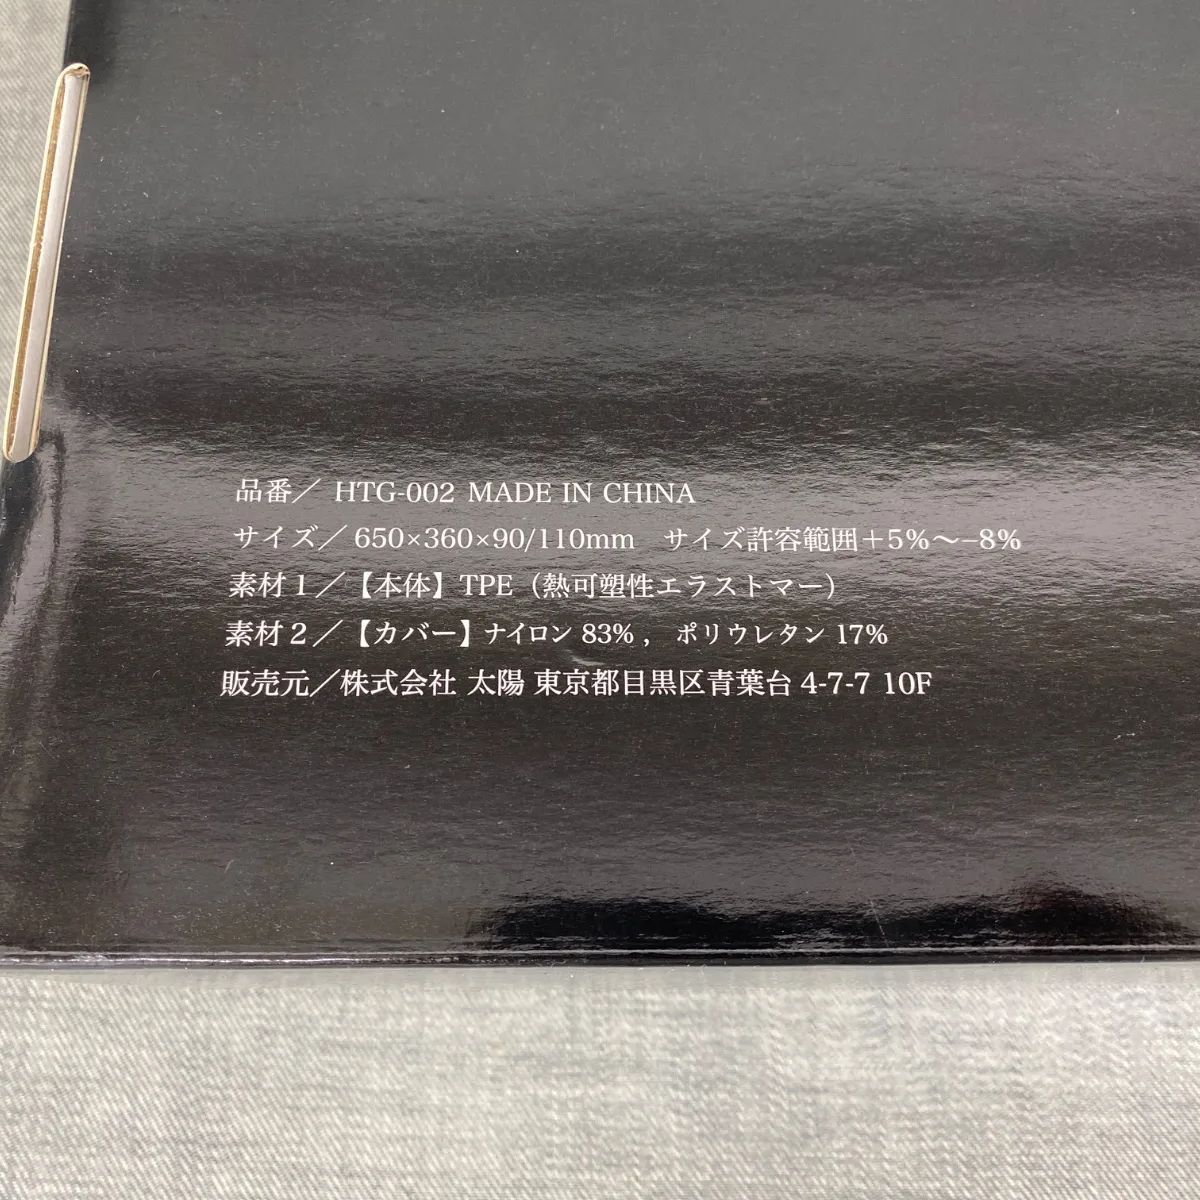 品番／ HTG-002 MADE IN CHINA
サイズ／650×360×90/110mm　サイズ許容範囲＋5%〜−8%
素材１／【本体】TPE（熱可塑性エラストマー）
素材２／【カバー】ナイロン 83% , ポリウレタン 17%
販売元／株式会社 太陽 東京都目黒区青葉台 4-7-7 10F